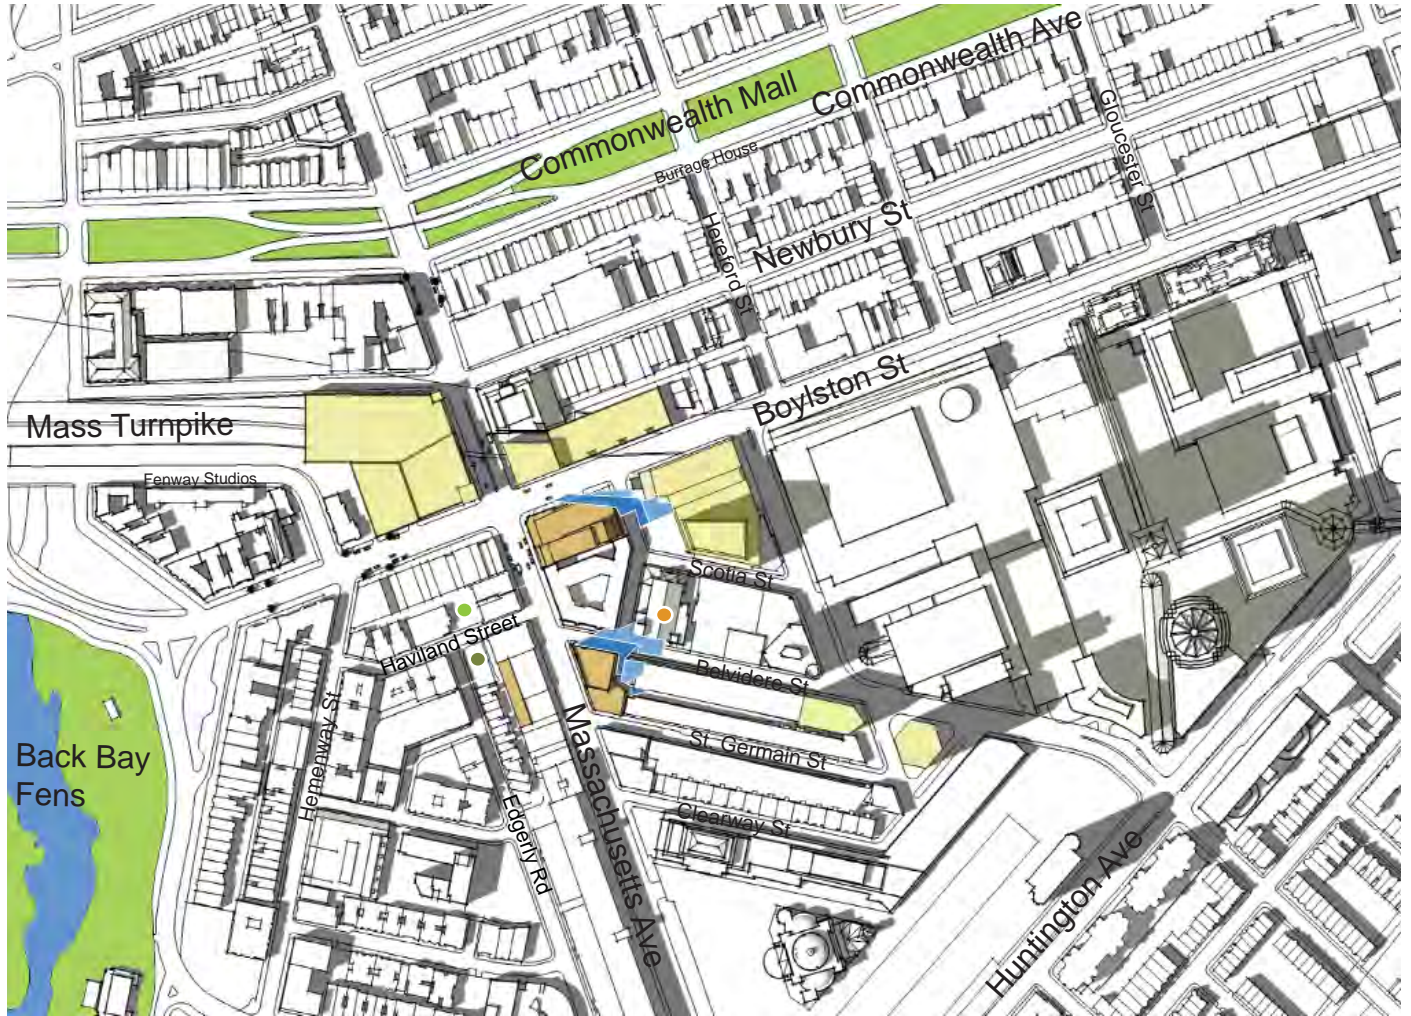 Commonwealth Ave
Commonwealth Mall
Gloucester St
Burrage House
Hereford St
Newbury St
Boylston St
Mass Turnpike
Fenway Studios
Scotia St
Haviland Street
Belvidere St
Hemenway St
Massachusetts Ave
St. Germain St
Back Bay
Fens
Edgerly Rd
Clearway St
Huntington Ave